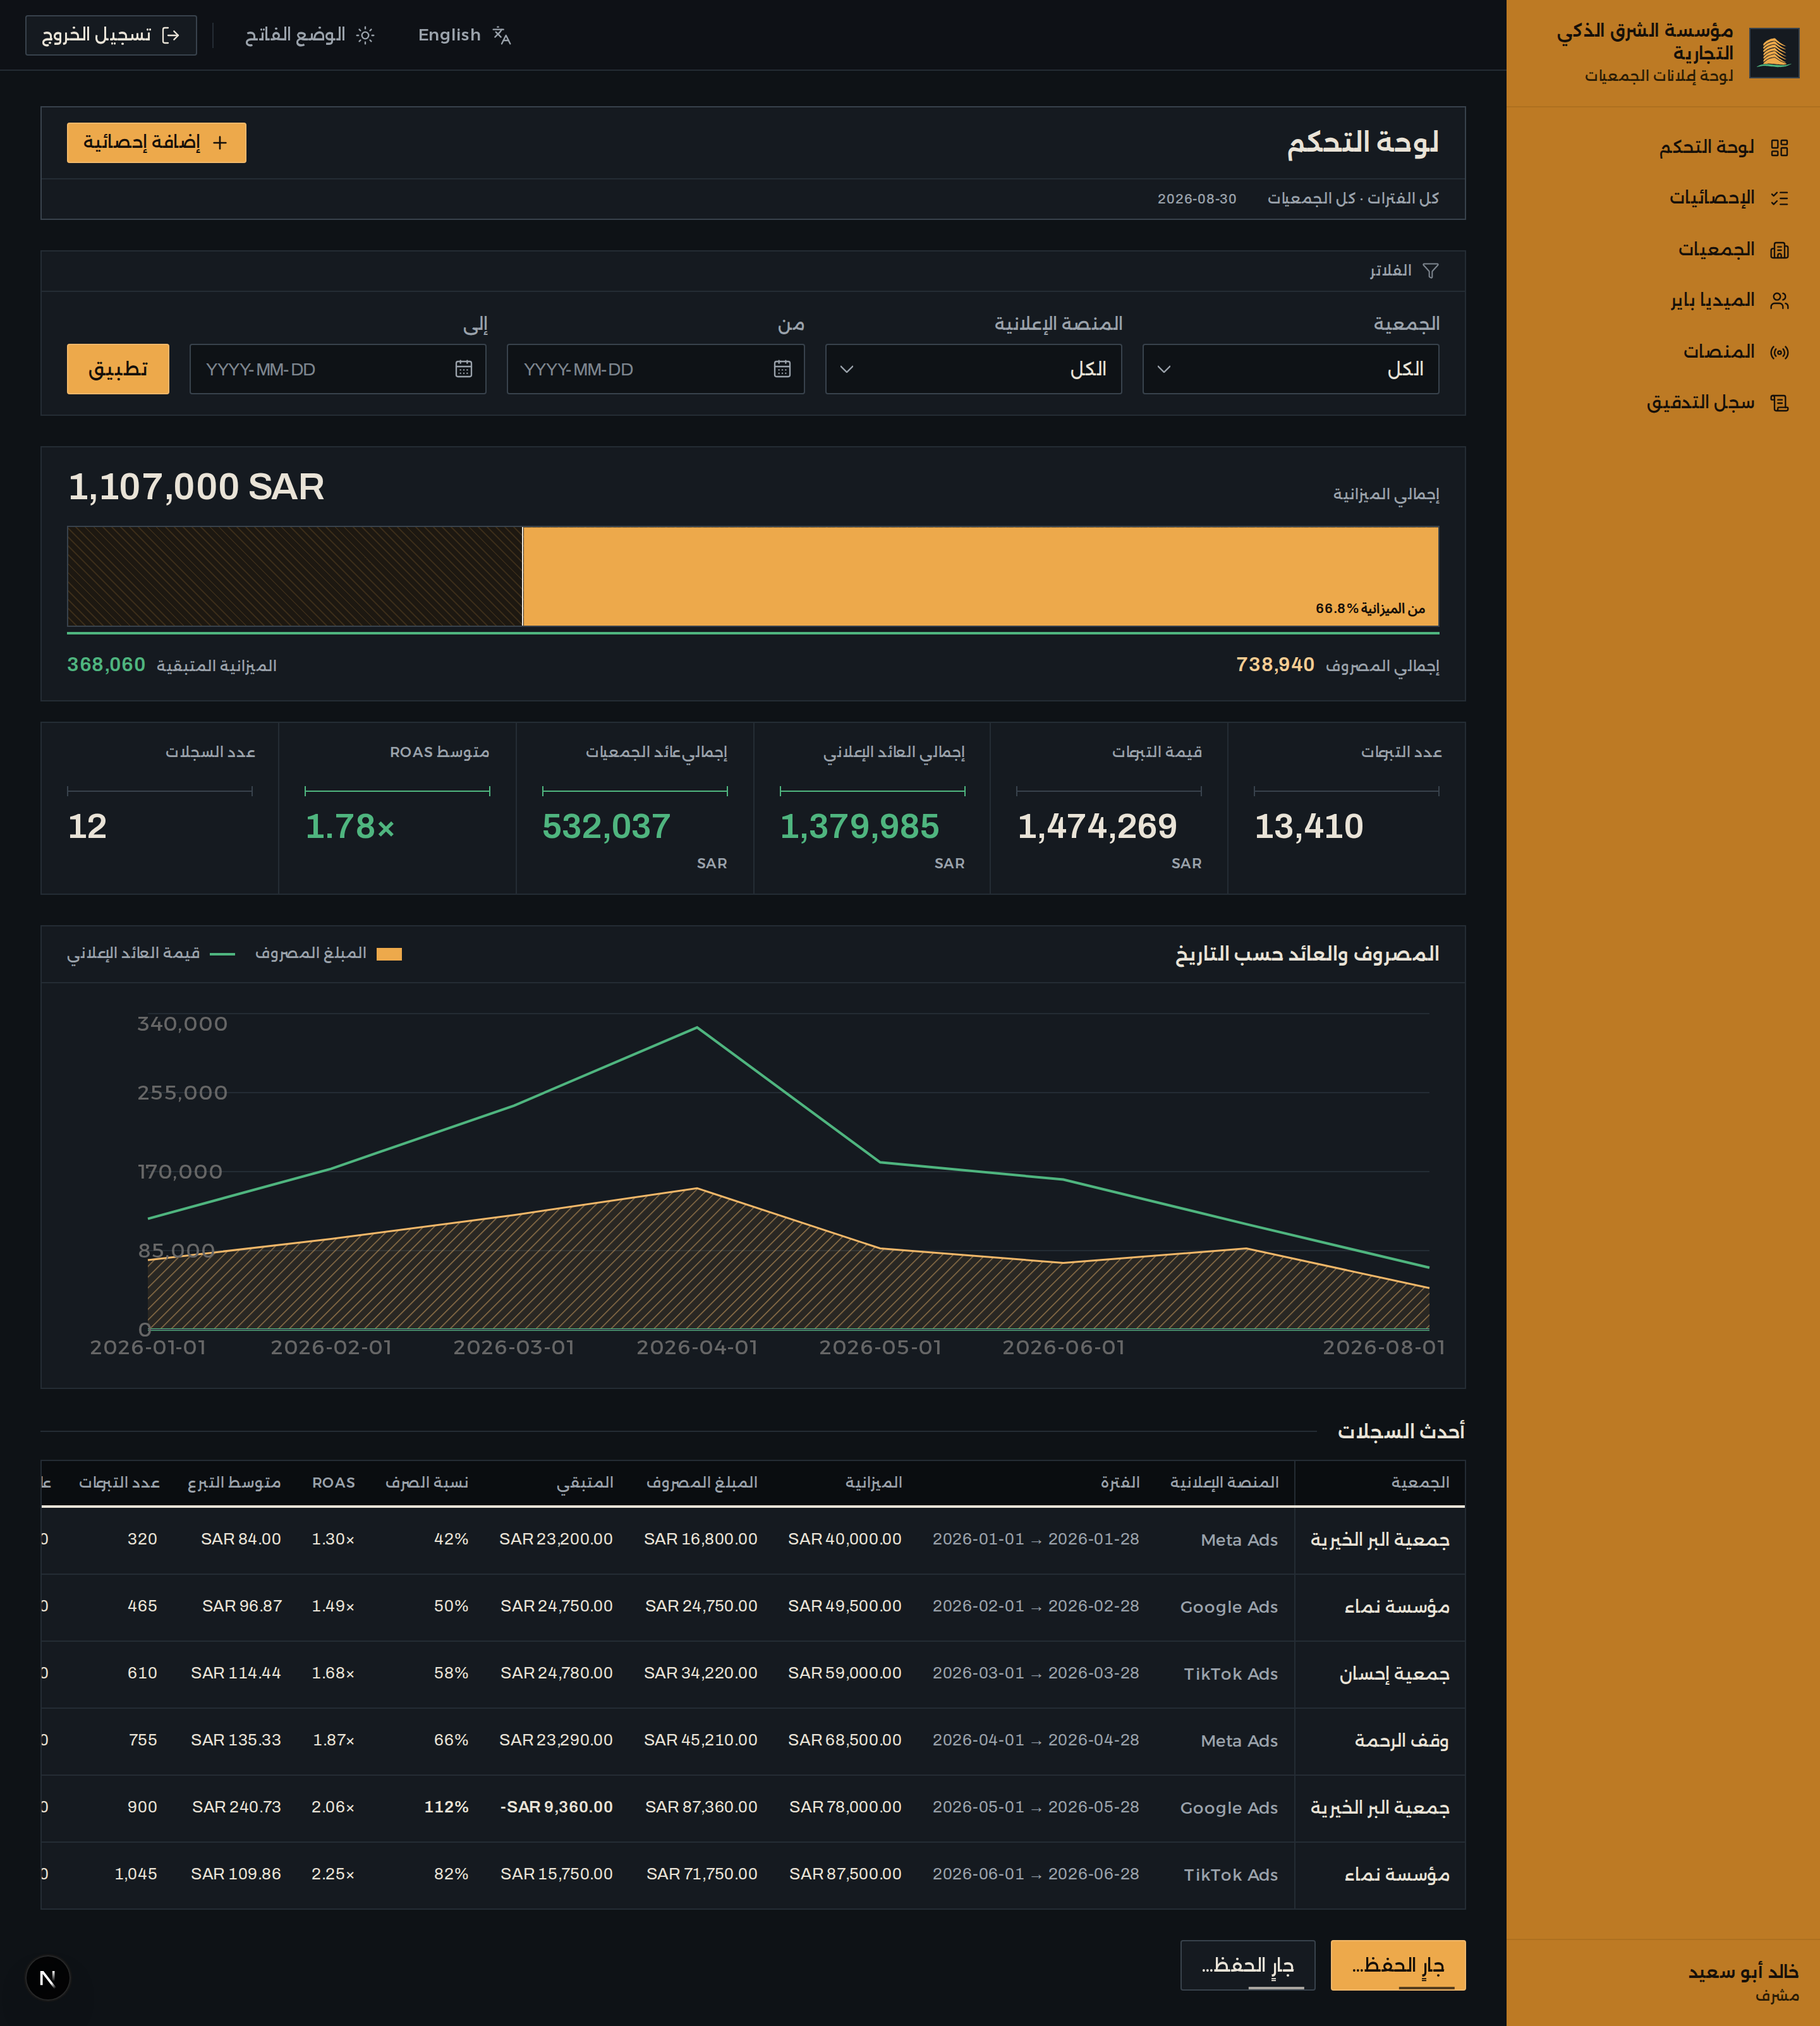 مؤسسة الشرق الذكي
التجارية
لوحة إعلانات الجمعيات
لوحة التحكم
الإحصائيات
الجمعيات
الميديا باير
المنصات
سجل التدقيق
خالد أبو سعيد
مشرف
English
الوضع الفاتح
تسجيل الخروج
لوحة التحكم
إضافة إحصائية
كل الفترات · كل الجمعيات 2026-08-30
الفلاتر
الجمعية المنصة الإعلانية من إلى
الكل الكل YYYY-MM-DD YYYY-MM-DD تطبيق
إجمالي الميزانية 1,107,000 SAR
66.8% من الميزانية
إجمالي المصروف 738,940 الميزانية المتبقية 368,060
عدد التبرعات قيمة التبرعات إجمالي العائد الإعلاني إجمالي عائد الجمعيات متوسط ROAS عدد السجلات
13,410 1,474,269 1,379,985 532,037 1.78× 12
SAR SAR SAR
المصروف والعائد حسب التاريخ المبلغ المصروف قيمة العائد الإعلاني
340,000
255,000
170,000
85,000
0
2026-01-01 2026-02-01 2026-03-01 2026-04-01 2026-05-01 2026-06-01 2026-08-01
أحدث السجلات
الجمعية المنصة الإعلانية الفترة الميزانية المبلغ المصروف المتبقي نسبة الصرف ROAS متوسط التبرع عدد التبرعات
جمعية البر الخيرية Meta Ads 2026-01-01 → 2026-01-28 SAR 40,000.00 SAR 16,800.00 SAR 23,200.00 42% 1.30× SAR 84.00 320
مؤسسة نماء Google Ads 2026-02-01 → 2026-02-28 SAR 49,500.00 SAR 24,750.00 SAR 24,750.00 50% 1.49× SAR 96.87 465
جمعية إحسان TikTok Ads 2026-03-01 → 2026-03-28 SAR 59,000.00 SAR 34,220.00 SAR 24,780.00 58% 1.68× SAR 114.44 610
وقف الرحمة Meta Ads 2026-04-01 → 2026-04-28 SAR 68,500.00 SAR 45,210.00 SAR 23,290.00 66% 1.87× SAR 135.33 755
جمعية البر الخيرية Google Ads 2026-05-01 → 2026-05-28 SAR 78,000.00 SAR 87,360.00 -SAR 9,360.00 112% 2.06× SAR 240.73 900
مؤسسة نماء TikTok Ads 2026-06-01 → 2026-06-28 SAR 87,500.00 SAR 71,750.00 SAR 15,750.00 82% 2.25× SAR 109.86 1,045
جارٍ الحفظ... جارٍ الحفظ...
N